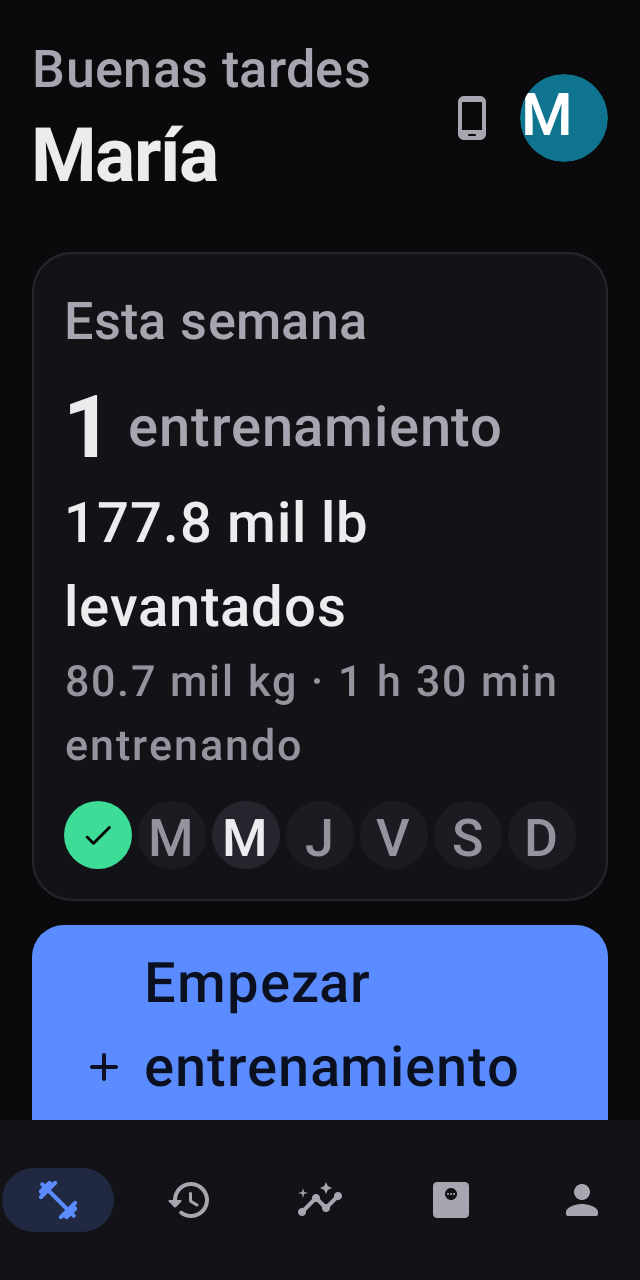 Buenas tardes
María
M
Esta semana
1 entrenamiento
177.8 mil lb
levantados
80.7 mil kg · 1 h 30 min
entrenando
M M J V S D
Empezar
+ entrenamiento